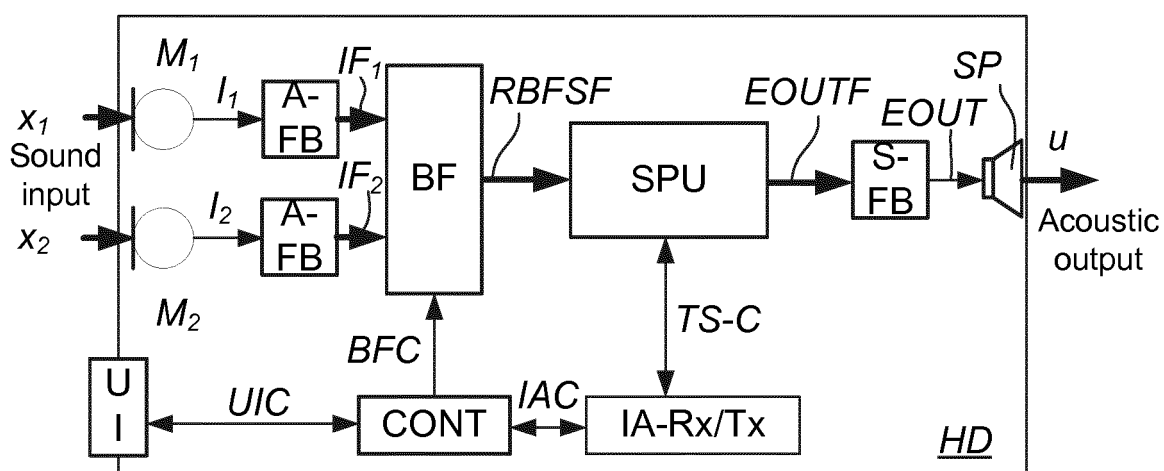 M1
I1
A-
FB
IF1
BF
RBFSF
SPU
EOUTF
S-
FB
EOUT
SP
u
x1
Sound
input
x2
I2
A-
FB
IF2
M2
Acoustic
output
BFC
TS-C
U
I
UIC
CONT
IAC
IA-Rx/Tx
HD